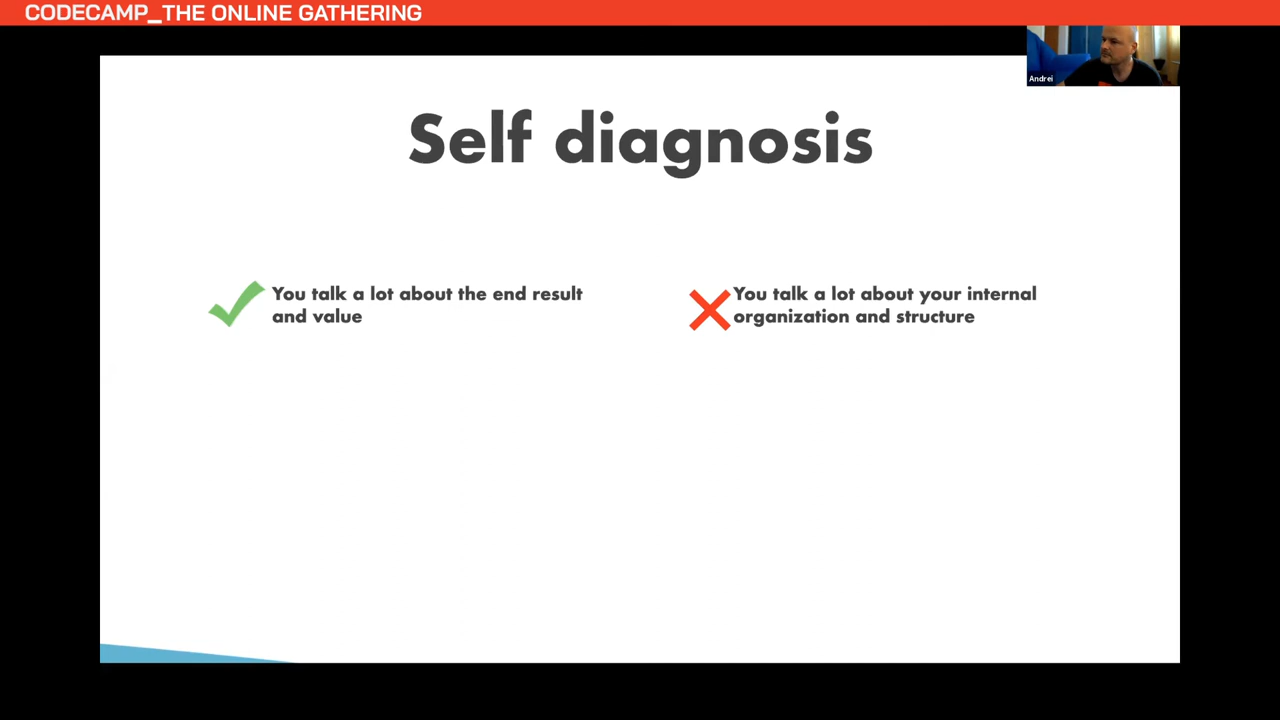 CODECAMP_THE ONLINE GATHERING
Andrei
Self diagnosis
You talk a lot about the end result
and value
You talk a lot about your internal
organization and structure